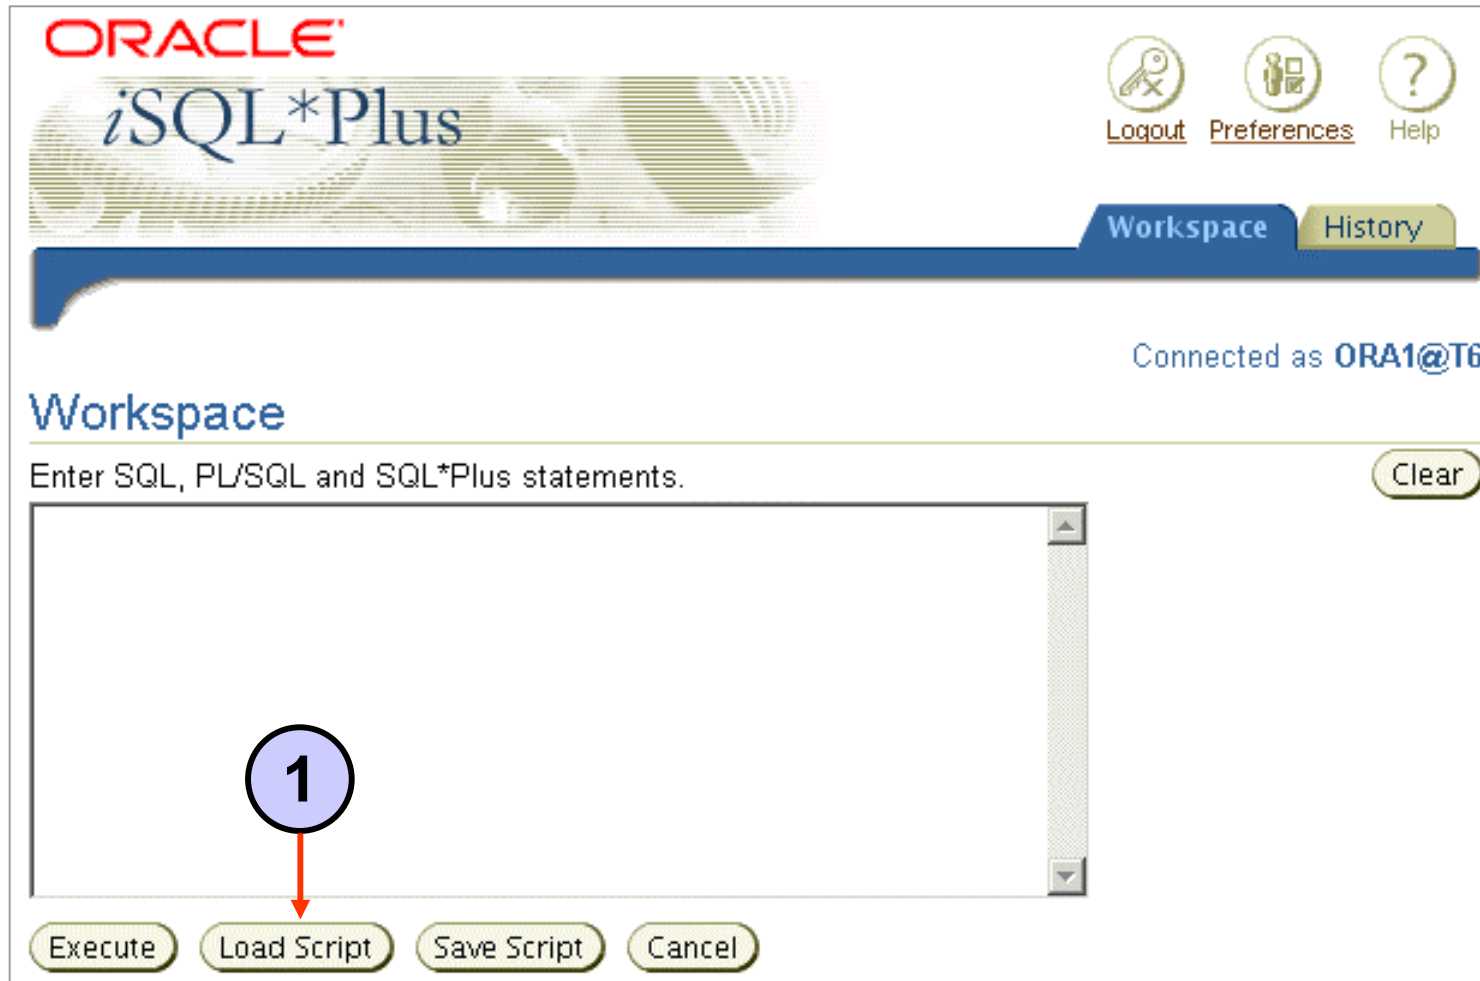 ORACLE
iSQL*Plus
Logout Preferences Help
Workspace History
Connected as ORA1@T6
Workspace
Enter SQL, PL/SQL and SQL*Plus statements.
Clear
1
Execute Load Script Save Script Cancel